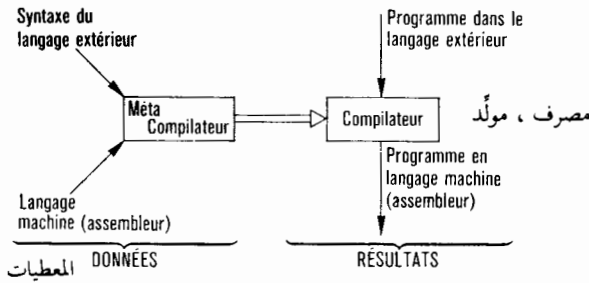 Syntaxe du
langage extérieur
Programme dans le
langage extérieur
Méta
Compilateur
Compilateur
مصرف ، مولِّد
Programme en
langage machine
(assembleur)
Langage
machine (assembleur)
DONNÉES
RÉSULTATS
المعطيات